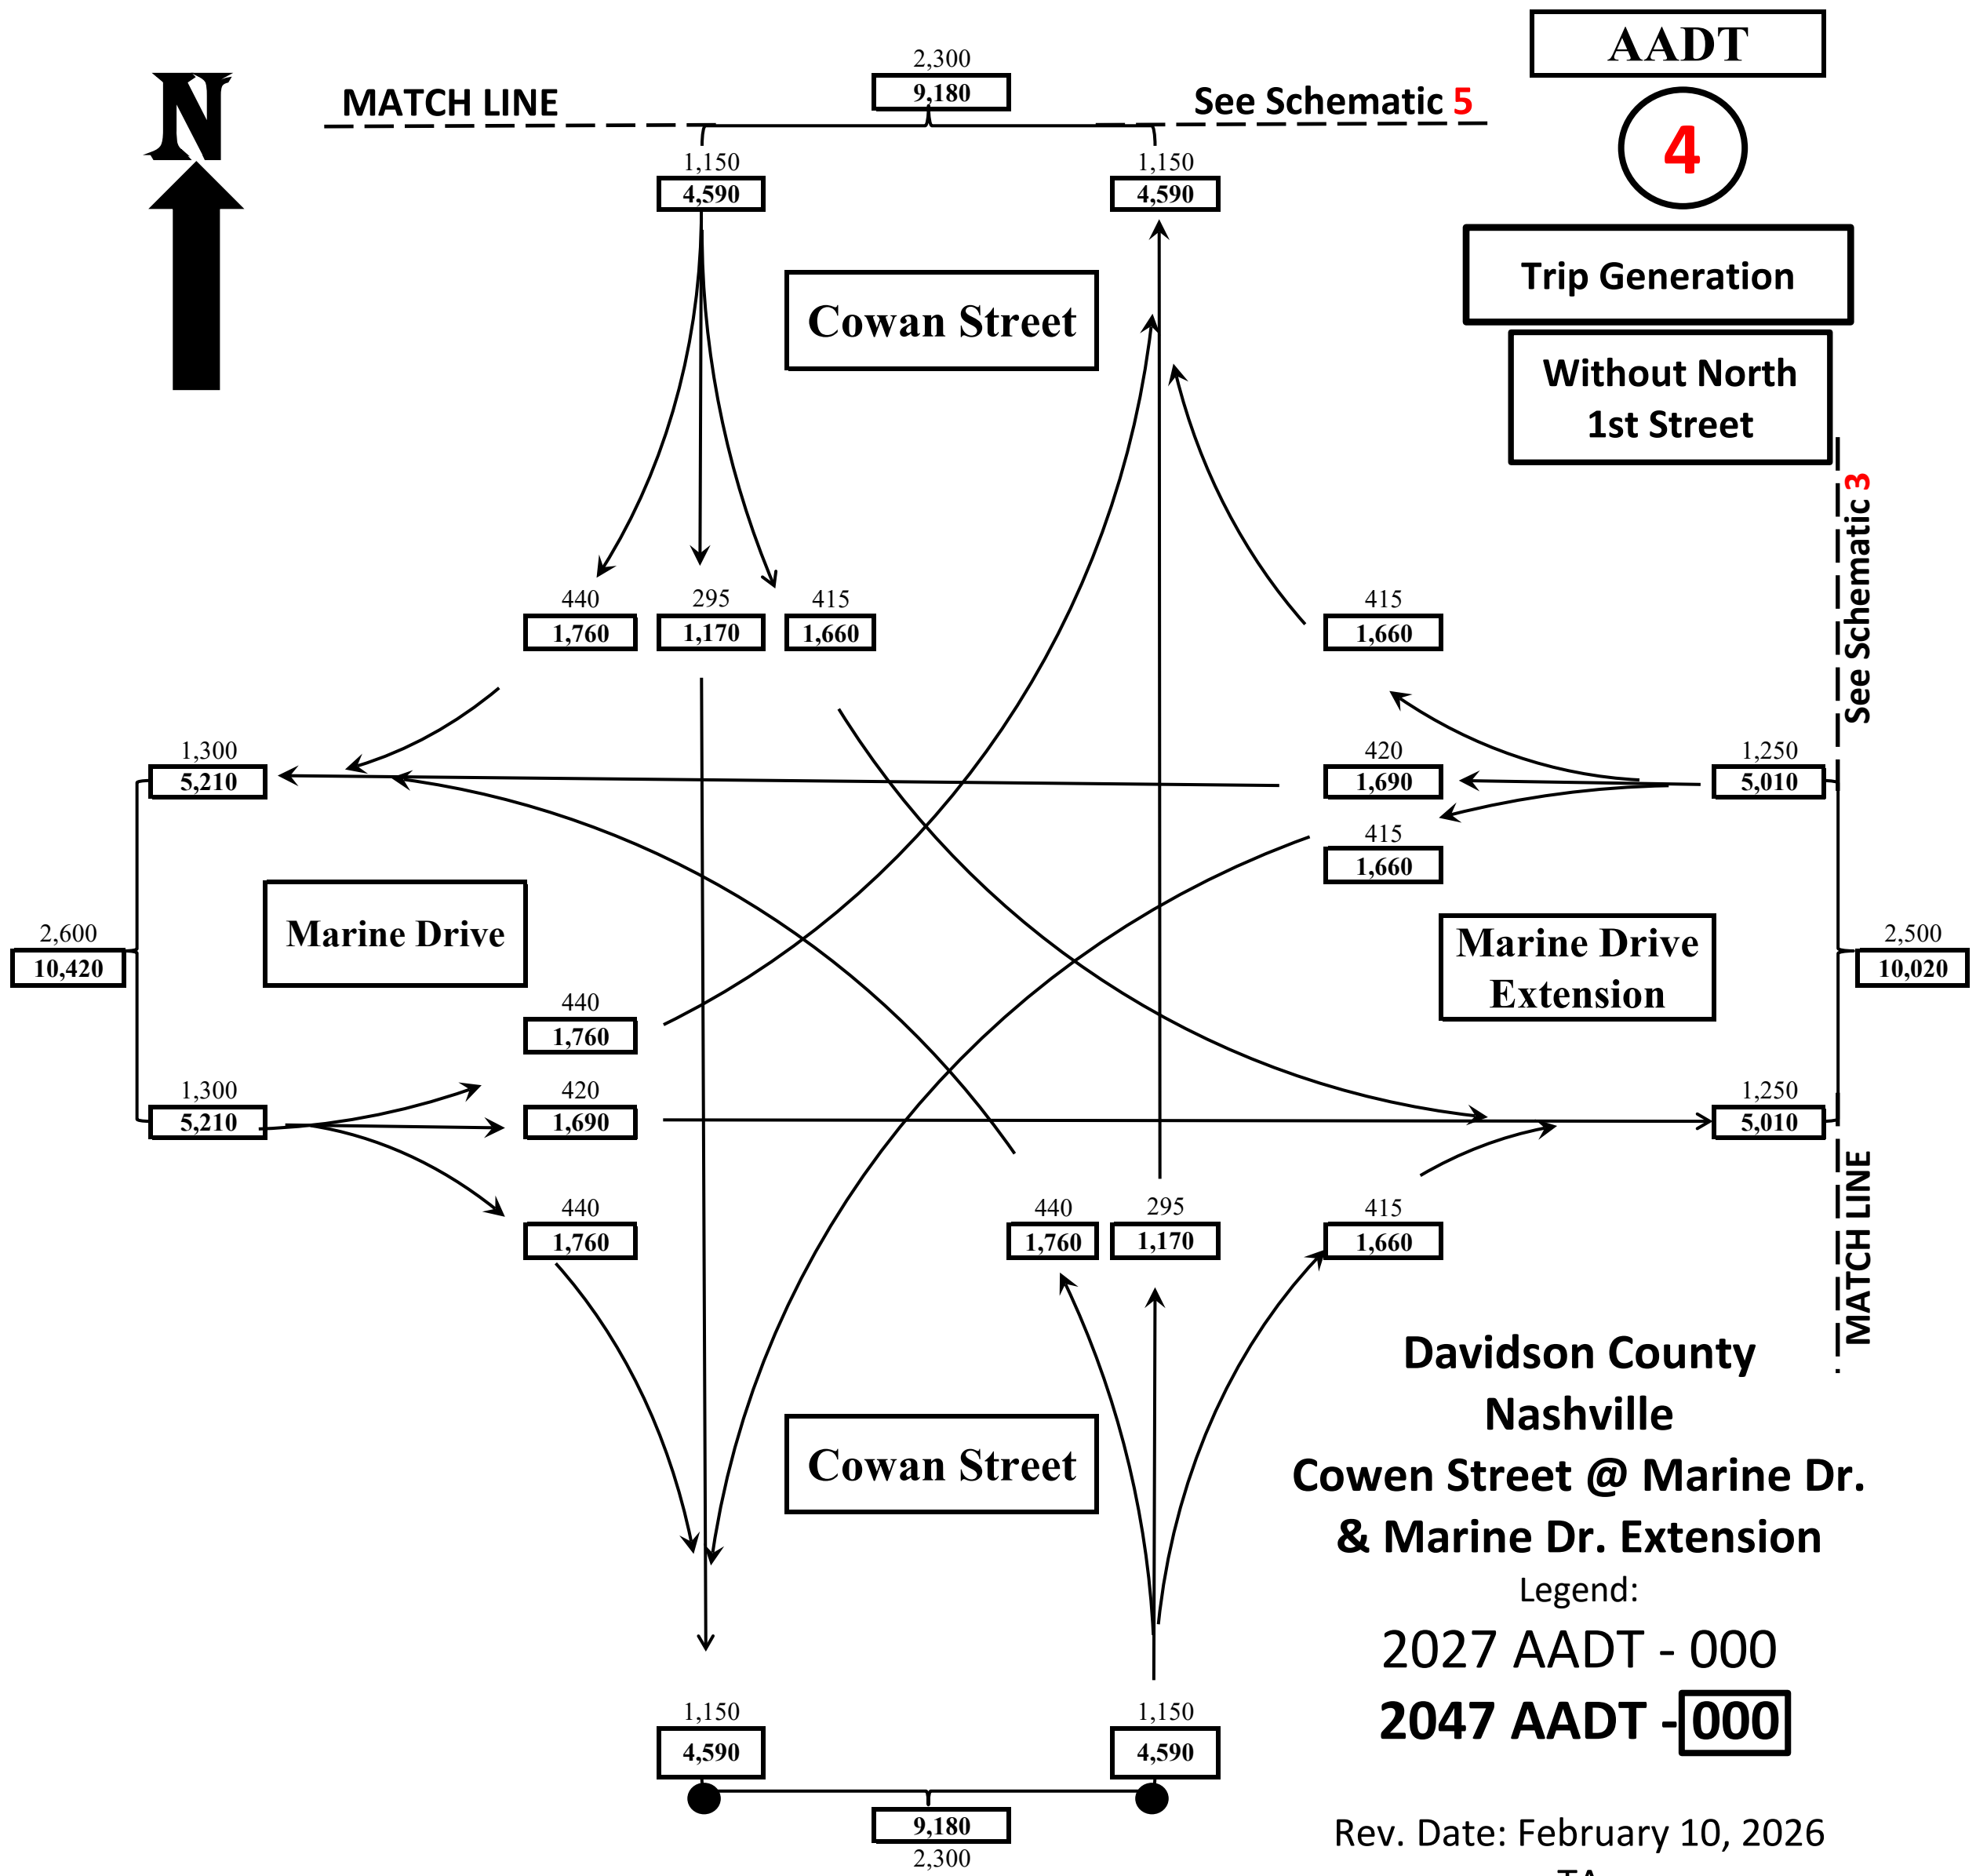 AADT
2,300
9,180
N
MATCH LINE
See Schematic 5
4
1,150
4,590
1,150
4,590
Trip Generation
Cowan Street
Without North
1st Street
See Schematic 3
440
1,760
295
1,170
415
1,660
415
1,660
1,300
5,210
420
1,690
1,250
5,010
415
1,660
Marine Drive
Marine Drive
Extension
2,600
10,420
2,500
10,020
440
1,760
1,300
5,210
420
1,690
1,250
5,010
MATCH LINE
440
1,760
440
1,760
295
1,170
415
1,660
Davidson County
Nashville
Cowen Street @ Marine Dr.
& Marine Dr. Extension
Cowan Street
Legend:
2027 AADT - 000
2047 AADT - 000
1,150
4,590
1,150
4,590
9,180
2,300
Rev. Date: February 10, 2026